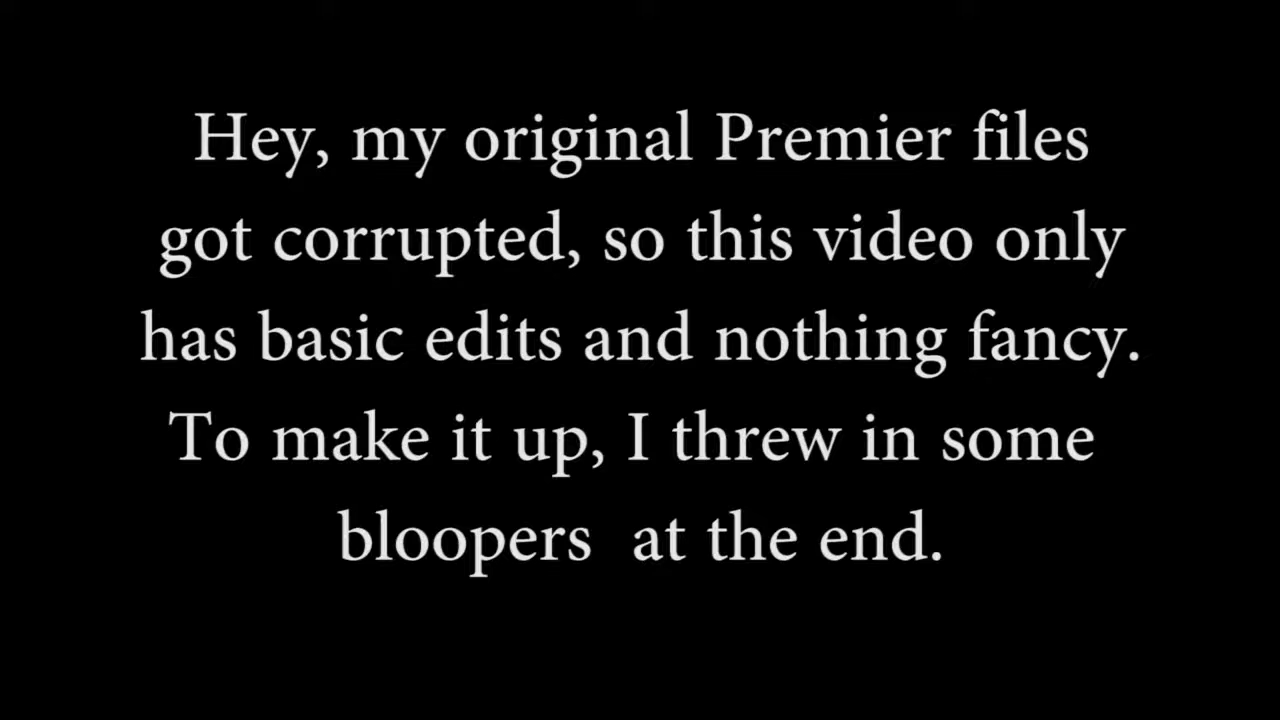 Hey, my original Premier files
got corrupted, so this video only
has basic edits and nothing fancy.
To make it up, I threw in some
bloopers  at the end.